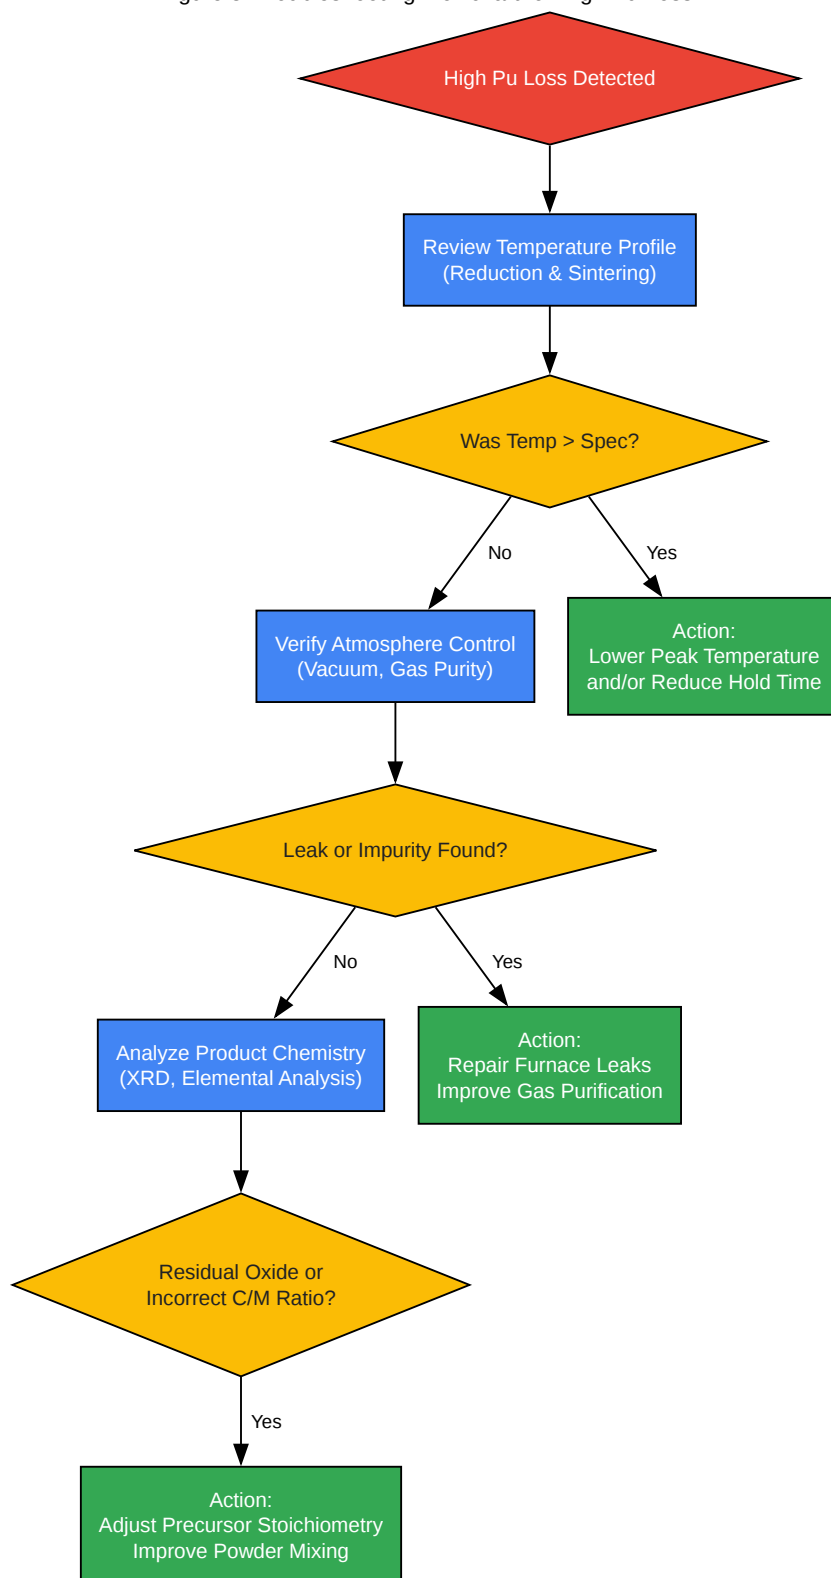 High Pu Loss Detected
Review Temperature Profile
(Reduction & Sintering)
Was Temp > Spec?
No
Yes
Verify Atmosphere Control
(Vacuum, Gas Purity)
Action:
Lower Peak Temperature
and/or Reduce Hold Time
Leak or Impurity Found?
No
Yes
Analyze Product Chemistry
(XRD, Elemental Analysis)
Action:
Repair Furnace Leaks
Improve Gas Purification
Residual Oxide or
Incorrect C/M Ratio?
Yes
Action:
Adjust Precursor Stoichiometry
Improve Powder Mixing